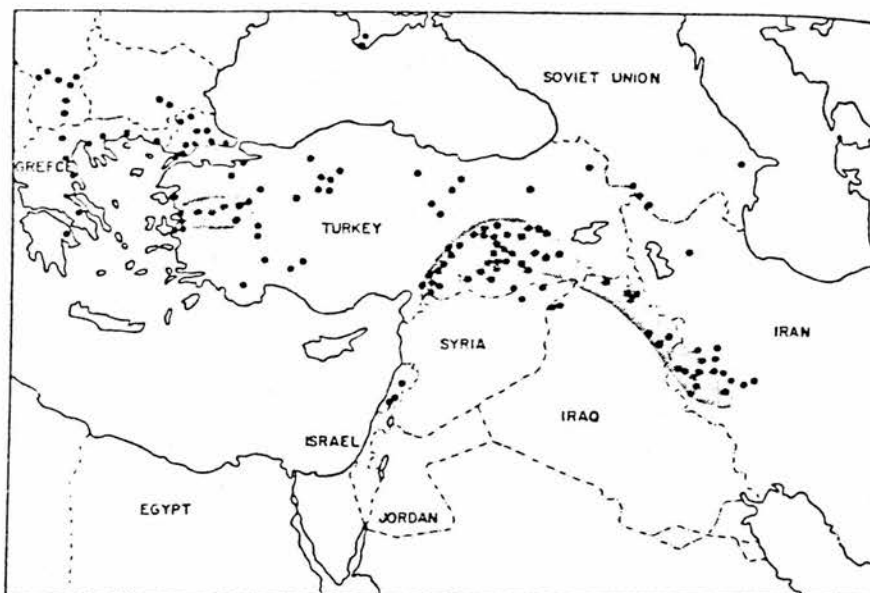 SOVIET UNION
GREECE
TURKEY
SYRIA
IRAN
IRAQ
ISRAEL
EGYPT
JORDAN